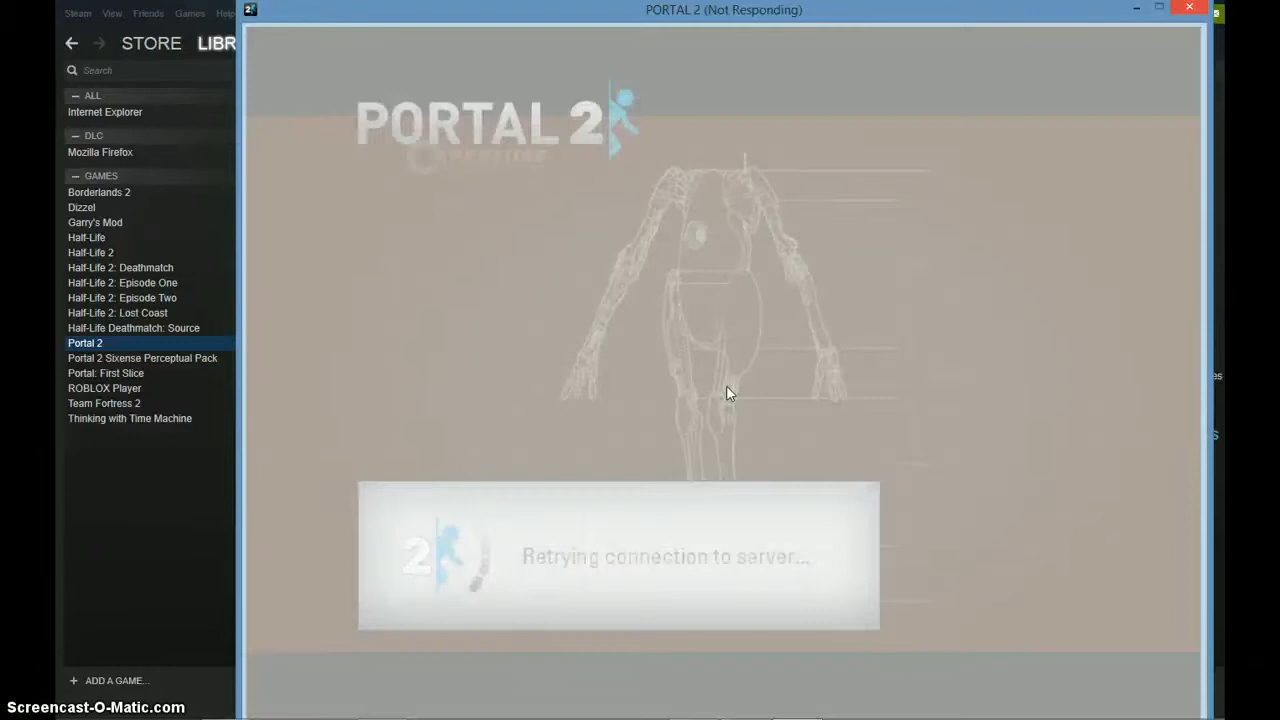 PORTAL 2 (Not Responding)
Steam View Friends Games Help
STORE LIBR
Search
ALL
Internet Explorer
DLC
Mozilla Firefox
GAMES
Borderlands 2
Dizzel
Garry's Mod
Half-Life
Half-Life 2
Half-Life 2: Deathmatch
Half-Life 2: Episode One
Half-Life 2: Episode Two
Half-Life 2: Lost Coast
Half-Life Deathmatch: Source
Portal 2
Portal 2 Sixense Perceptual Pack
Portal: First Slice
ROBLOX Player
Team Fortress 2
Thinking with Time Machine
+ ADD A GAME...
PORTAL 2
2
Retrying connection to server...
Screencast-O-Matic.com